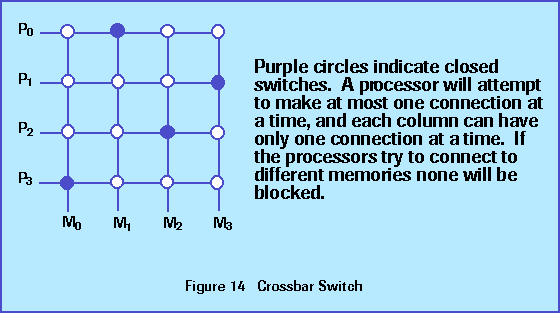 P0
P1
P2
P3
M0 M1 M2 M3
Purple circles indicate closed
switches. A processor will attempt
to make at most one connection at
a time, and each column can have
only one connection at a time. If
the processors try to connect to
different memories none will be
blocked.
Figure 14 Crossbar Switch